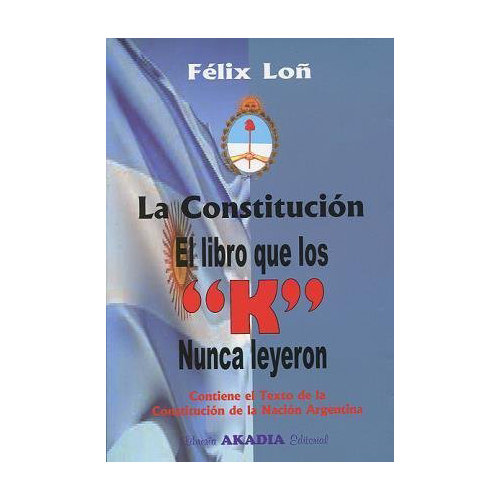 Félix Loñ
La Constitución
El libro que los
“K”
Nunca leyeron
Contiene el Texto de la
Constitución de la Nación Argentina
AKADIA Editorial